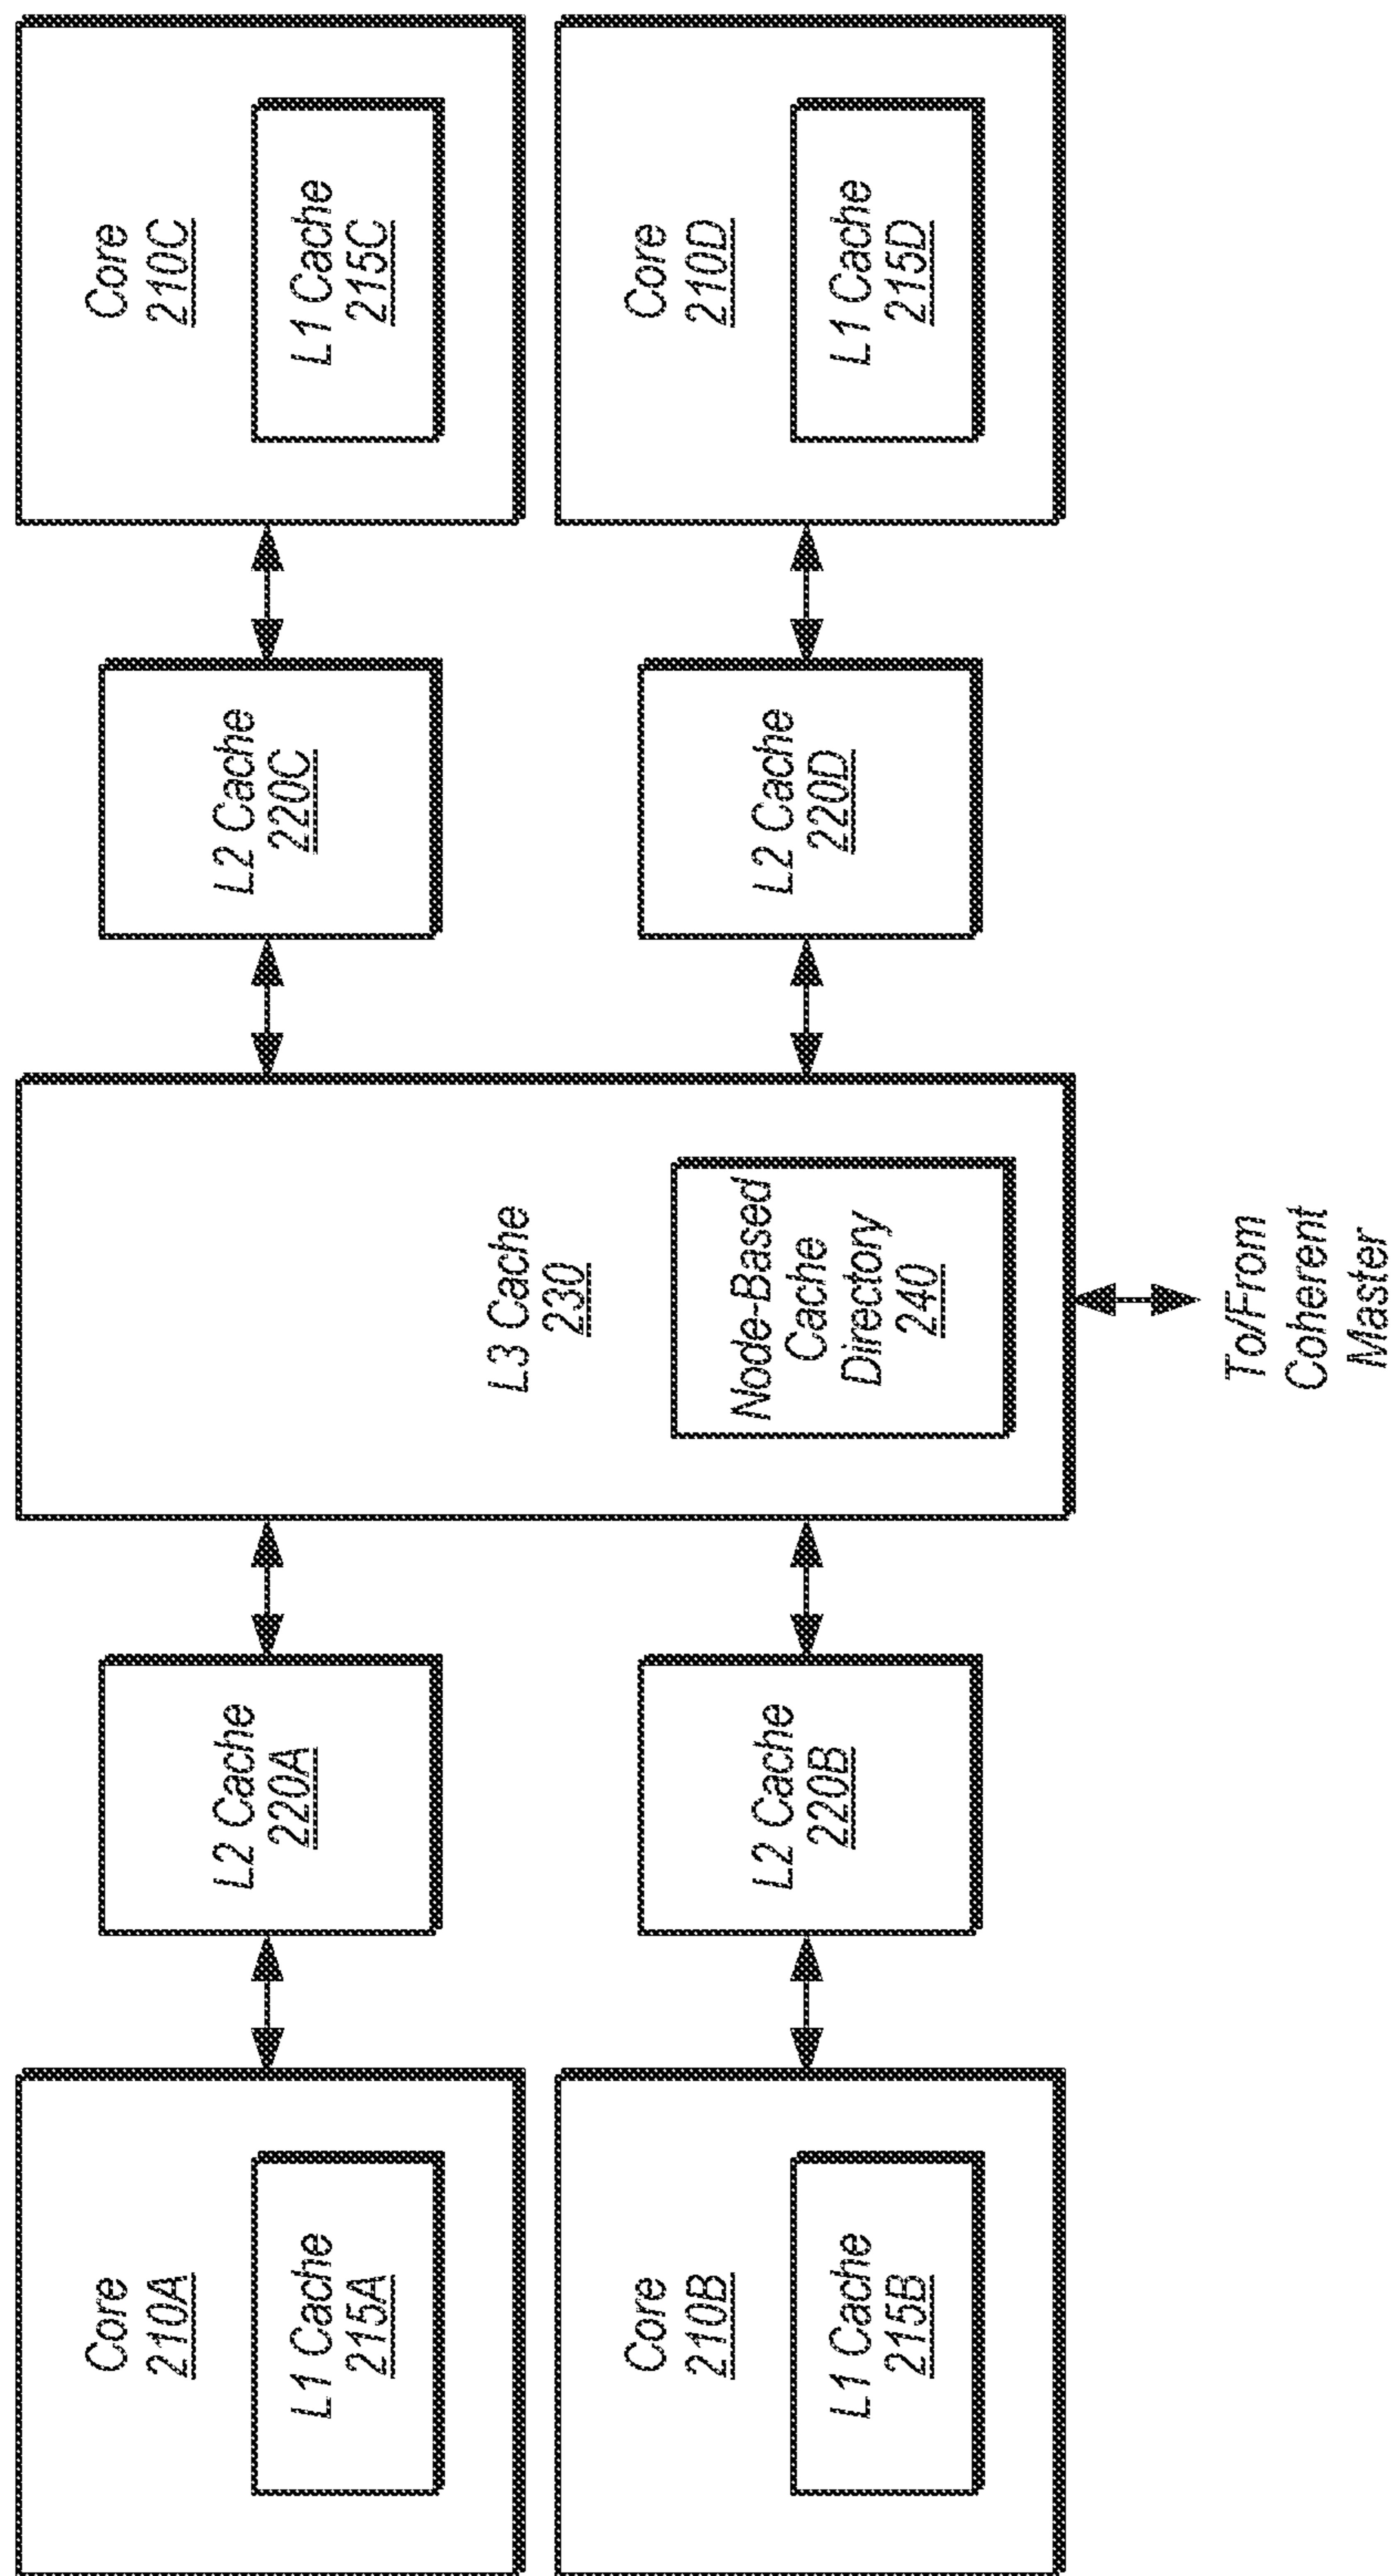 Core
210A
L1 Cache
215A
L2 Cache
220A
L3 Cache
230
Node-Based
Cache
Directory
240
L2 Cache
220C
Core
210C
L1 Cache
215C
Core
210B
L1 Cache
215B
L2 Cache
220B
L2 Cache
220D
Core
210D
L1 Cache
215D
To/From
Coherent
Master